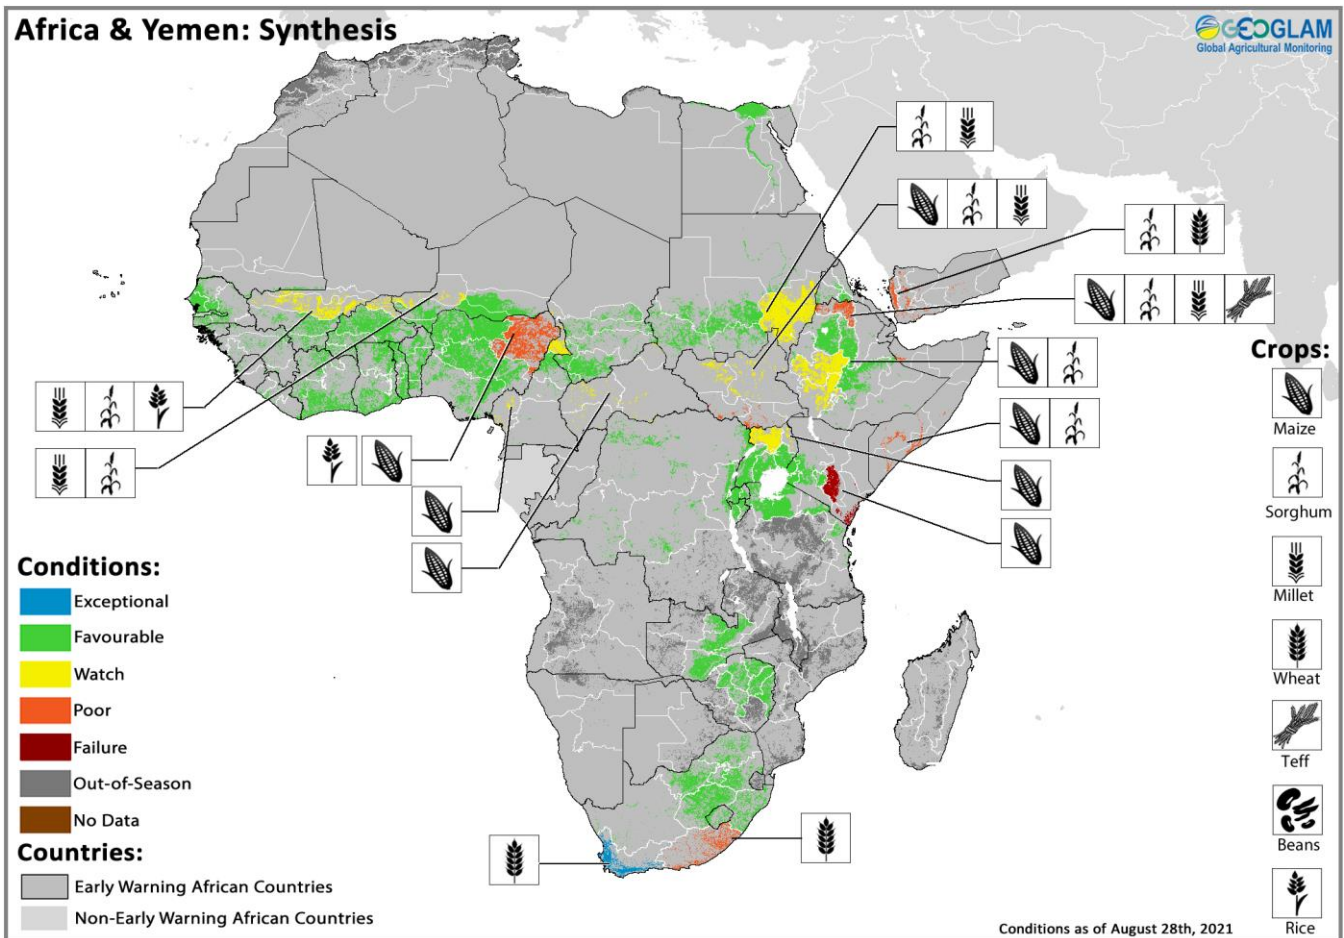 Africa & Yemen: Synthesis
GEOGLAM
Global Agricultural Monitoring
Crops:
Maize
Sorghum
Millet
Wheat
Teff
Beans
Rice
Conditions:
Exceptional
Favourable
Watch
Poor
Failure
Out-of-Season
No Data
Countries:
Early Warning African Countries
Non-Early Warning African Countries
Conditions as of August 28th, 2021